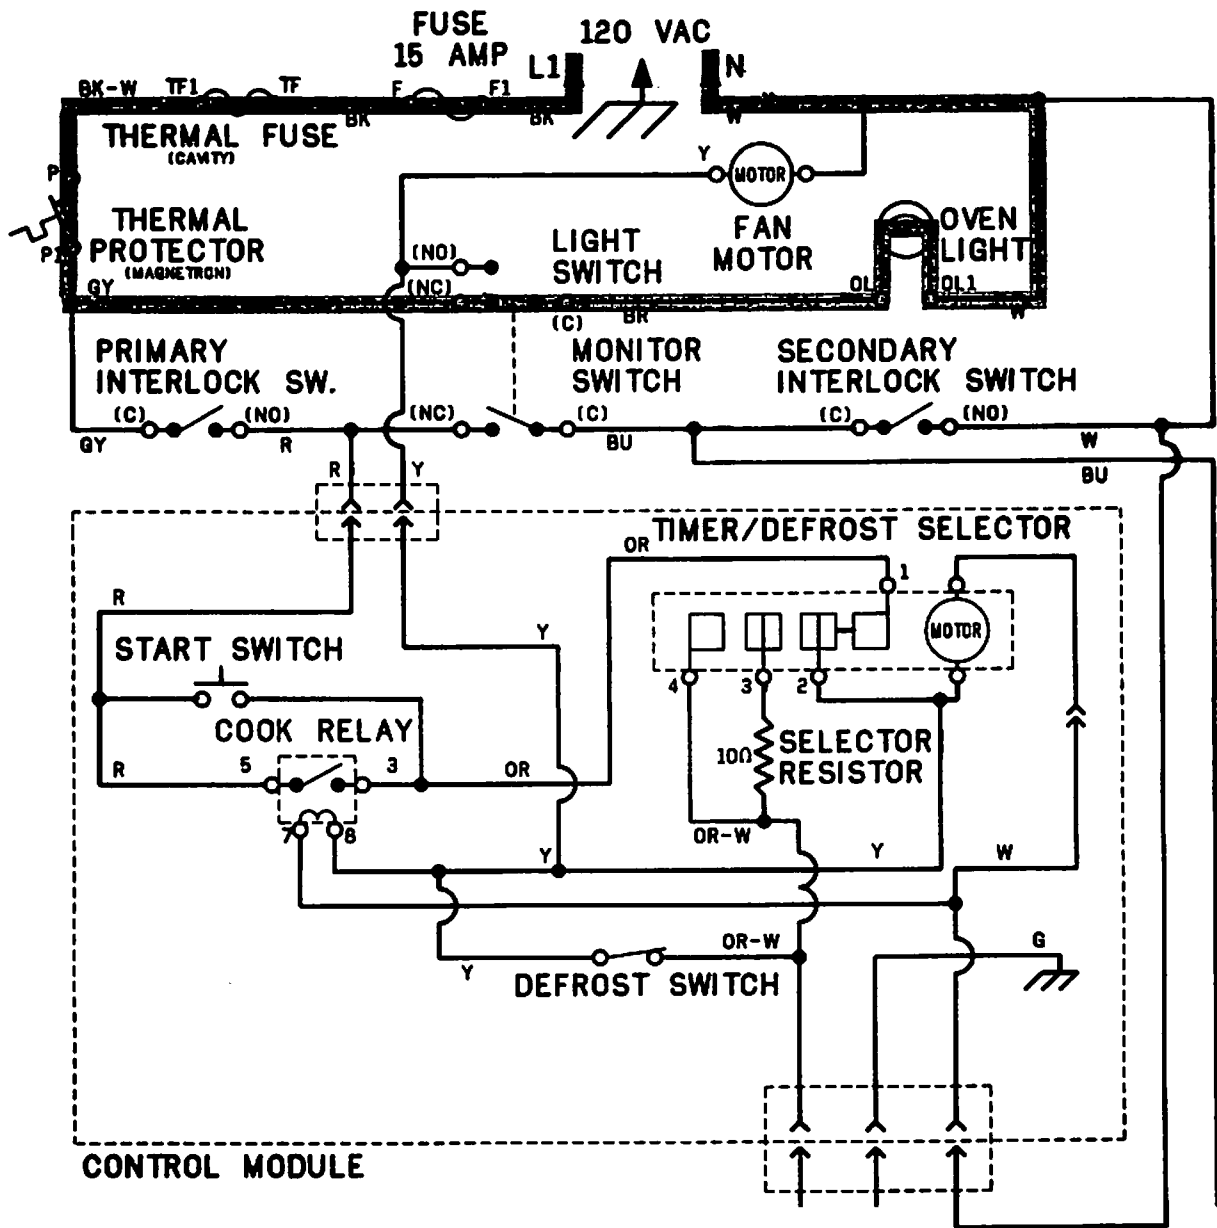 FUSE
15 AMP
120 VAC
L1
N
BK-W
TF1
TF
F
F1
BK
BK
W
THERMAL FUSE
(CAVITY)
P
Y
MOTOR
FAN
MOTOR
THERMAL
PROTECTOR
(MAGNETRON)
P1
(NO)
LIGHT
SWITCH
OVEN
LIGHT
GY
(NC)
(C)
BR
OL
OL1
W
PRIMARY
INTERLOCK SW.
MONITOR
SWITCH
SECONDARY
INTERLOCK SWITCH
(C)
(NO)
(NC)
(C)
(C)
(NO)
GY
R
BU
W
BU
R
Y
TIMER/DEFROST SELECTOR
OR
1
R
Y
MOTOR
START SWITCH
4
3
2
COOK RELAY
5
3
R
OR
10Ω
SELECTOR
RESISTOR
7
8
OR-W
Y
Y
W
Y
OR-W
G
DEFROST SWITCH
CONTROL MODULE